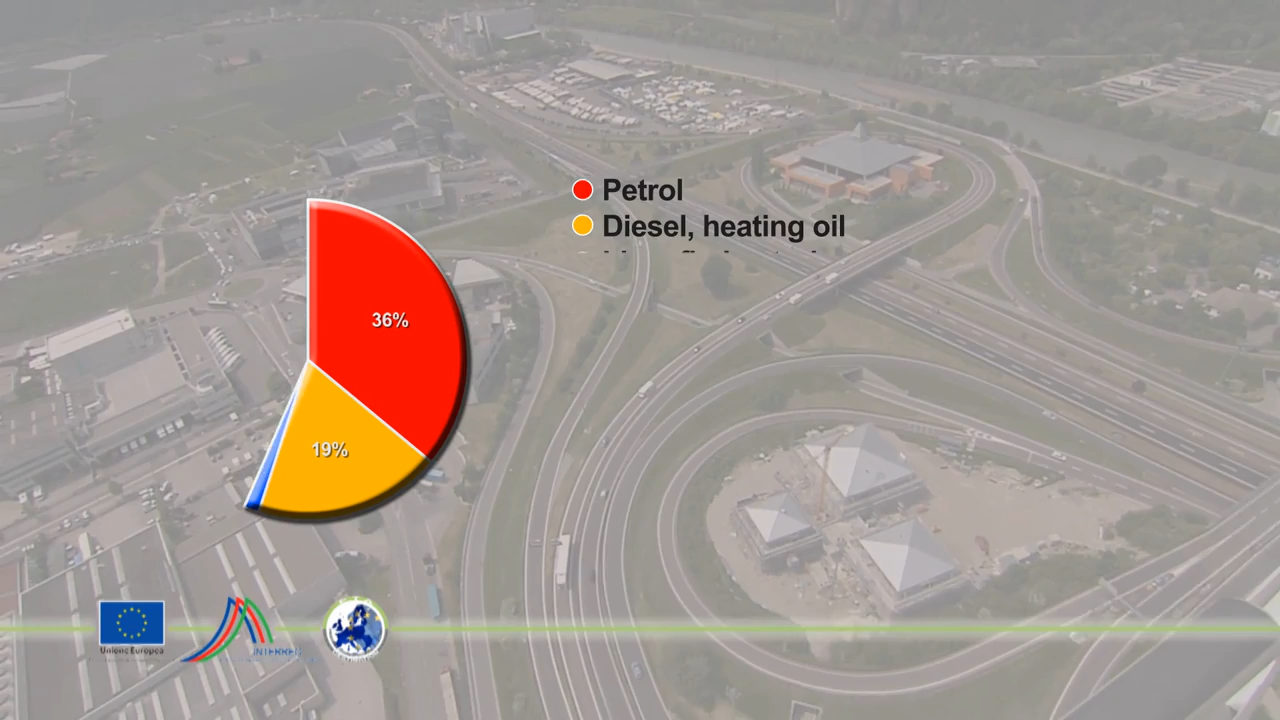 Petrol
Diesel, heating oil
36%
19%
Unione Europea
INTERREG